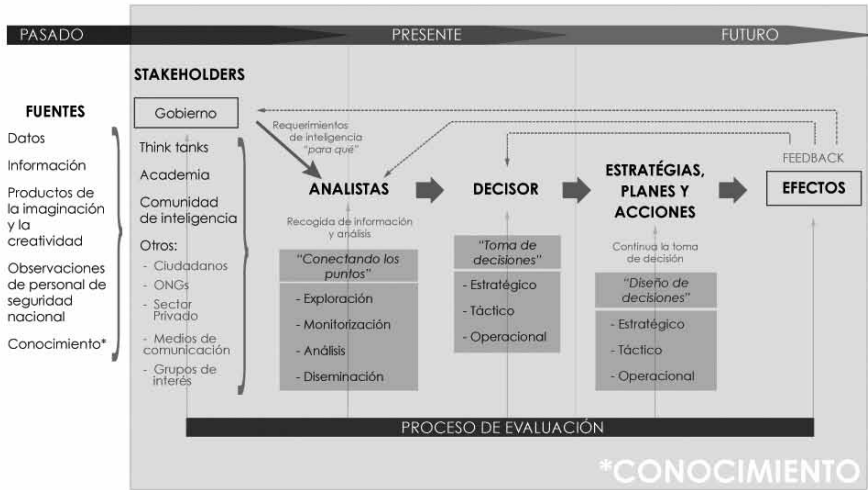 PASADO
PRESENTE
FUTURO
STAKEHOLDERS
FUENTES
Datos
Información
Productos de
la imaginación
y la
creatividad
Observaciones
de personal de
seguridad
nacional
Conocimiento*
Gobierno
Think tanks
Academia
Comunidad
de inteligencia
Otros:
- Ciudadanos
- ONGs
- Sector
Privado
- Medios de
comunicación
- Grupos de
interés
Requerimientos
de inteligencia
"para qué"
ANALISTAS
Recogida de información
y análisis
"Conectando los
puntos"
- Exploración
- Monitorización
- Análisis
- Diseminación
DECISOR
"Toma de
decisiones"
- Estratégico
- Táctico
- Operacional
ESTRATÉGIAS,
PLANES Y
ACCIONES
Continua la toma
de decisión
"Diseño de
decisiones"
- Estratégico
- Táctico
- Operacional
FEEDBACK
EFECTOS
PROCESO DE EVALUACIÓN
*CONOCIMIENTO